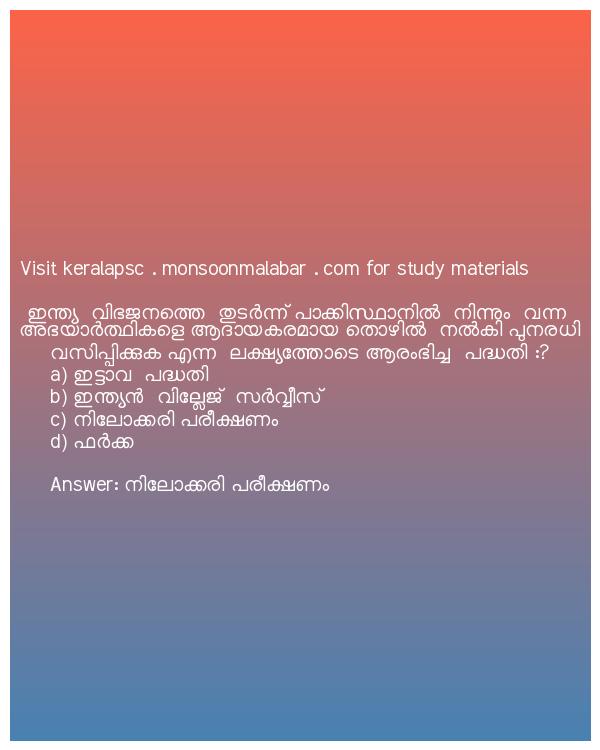 Visit keralapsc . monsoonmalabar . com for study materials
ഇന്ത്യ വിഭജനത്തെ തുടർന്ന് പാക്കിസ്ഥാനിൽ നിന്നും വന്ന
അഭയാർത്ഥികളെ ആദായകരമായ തൊഴിൽ നൽകി പുനരധി
വസിപ്പിക്കുക എന്ന ലക്ഷ്യത്തോടെ ആരംഭിച്ച പദ്ധതി :?
a) ഇട്ടാവ പദ്ധതി
b) ഇന്ത്യൻ വില്ലേജ് സർവ്വീസ്
c) നിലോക്കരി പരീക്ഷണം
d) ഫർക്ക
Answer: നിലോക്കരി പരീക്ഷണം